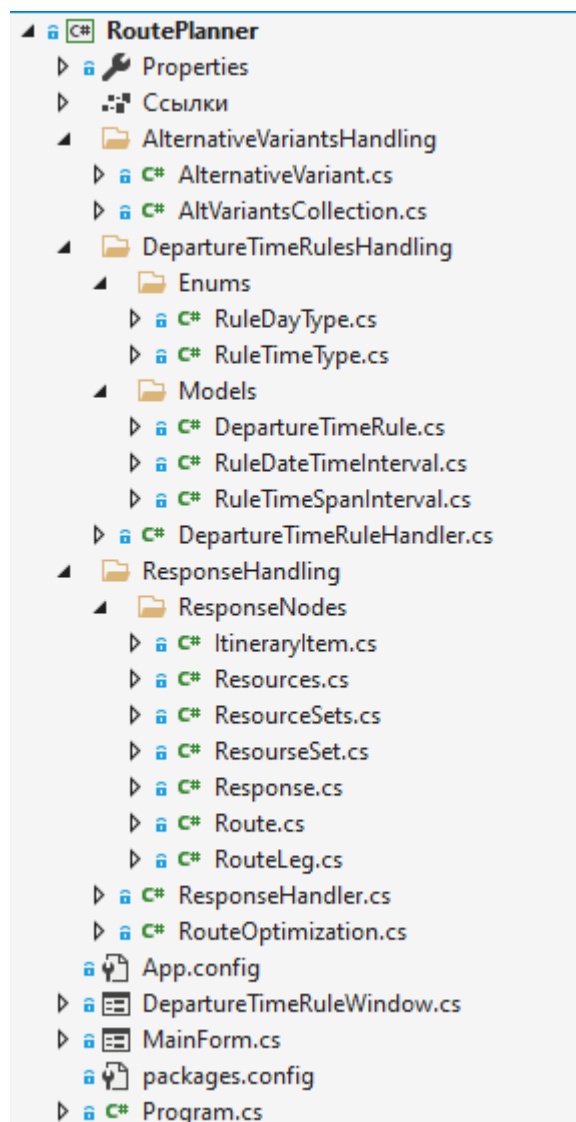 C# RoutePlanner
Properties
Ссылки
AlternativeVariantsHandling
C# AlternativeVariant.cs
C# AltVariantsCollection.cs
DepartureTimeRulesHandling
Enums
C# RuleDayType.cs
C# RuleTimeType.cs
Models
C# DepartureTimeRule.cs
C# RuleDateTimeInterval.cs
C# RuleTimeSpanInterval.cs
C# DepartureTimeRuleHandler.cs
ResponseHandling
ResponseNodes
C# ItineraryItem.cs
C# Resources.cs
C# ResourceSets.cs
C# ResourseSet.cs
C# Response.cs
C# Route.cs
C# RouteLeg.cs
C# ResponseHandler.cs
C# RouteOptimization.cs
App.config
DepartureTimeRuleWindow.cs
MainForm.cs
packages.config
C# Program.cs